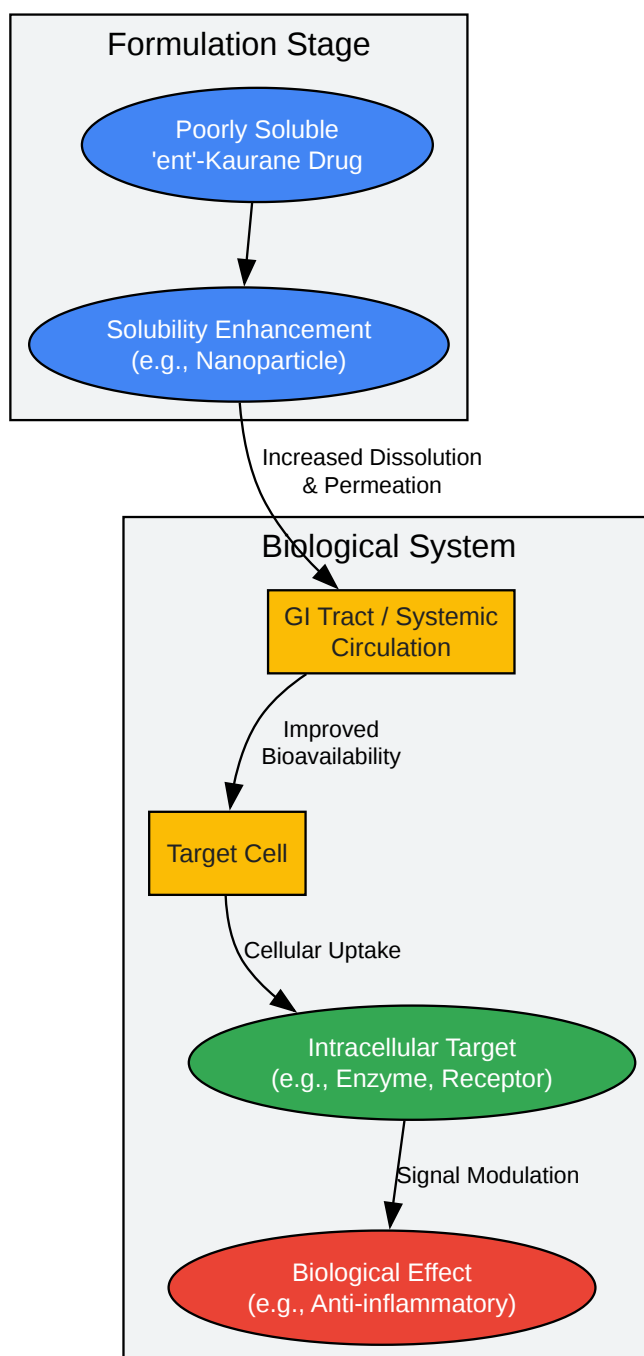 Formulation Stage
Poorly Soluble
'ent'-Kaurane Drug
Solubility Enhancement
(e.g., Nanoparticle)
Increased Dissolution
& Permeation
Biological System
GI Tract / Systemic
Circulation
Improved
Bioavailability
Target Cell
Cellular Uptake
Intracellular Target
(e.g., Enzyme, Receptor)
Signal Modulation
Biological Effect
(e.g., Anti-inflammatory)